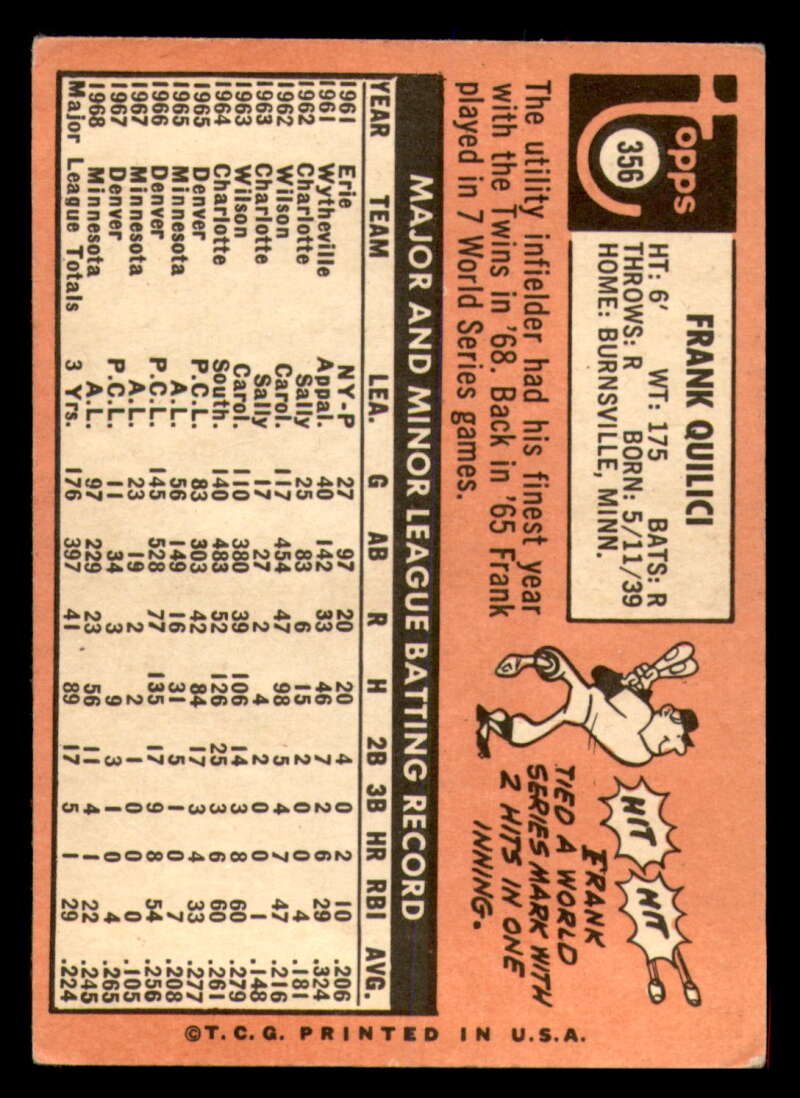 Topps
356
FRANK QUILICI
HT: 6' WT: 175 BATS: R
THROWS: R BORN: 5/11/39
HOME: BURNSVILLE, MINN.
The utility infielder had his finest year
with the Twins in '68. Back in '65 Frank
played in 7 World Series games.
HIT HIT
FRANK
TIED A WORLD
SERIES MARK WITH
2 HITS IN ONE
INNING.
MAJOR AND MINOR LEAGUE BATTING RECORD
YEAR TEAM LEA. G AB R H 2B 3B HR RBI AVG.
1961 Erie NY-P 27 97 20 20 4 0 2 10 .206
1961 Wytheville Appal. 40 142 33 46 7 2 6 29 .324
1962 Charlotte Sally 25 83 6 15 2 0 0 4 .181
1962 Wilson Carol. 117 454 47 98 5 4 7 47 .216
1963 Charlotte Sally 17 27 2 4 2 0 0 1 .148
1963 Wilson Carol. 110 380 39 106 14 3 8 60 .279
1964 Charlotte South. 140 483 52 126 25 3 6 60 .261
1965 Denver P.C.L. 83 303 42 84 17 3 4 33 .277
1965 Minnesota A.L. 56 149 16 31 5 1 0 7 .208
1966 Denver P.C.L. 145 528 77 135 17 9 8 54 .256
1967 Minnesota A.L. 23 19 2 2 1 0 0 0 .105
1967 Denver P.C.L. 11 34 3 9 3 1 0 4 .265
1968 Minnesota A.L. 97 229 23 56 11 4 1 22 .245
Major League Totals 3 Yrs. 176 397 41 89 17 5 1 29 .224
©T.C.G. PRINTED IN U.S.A.